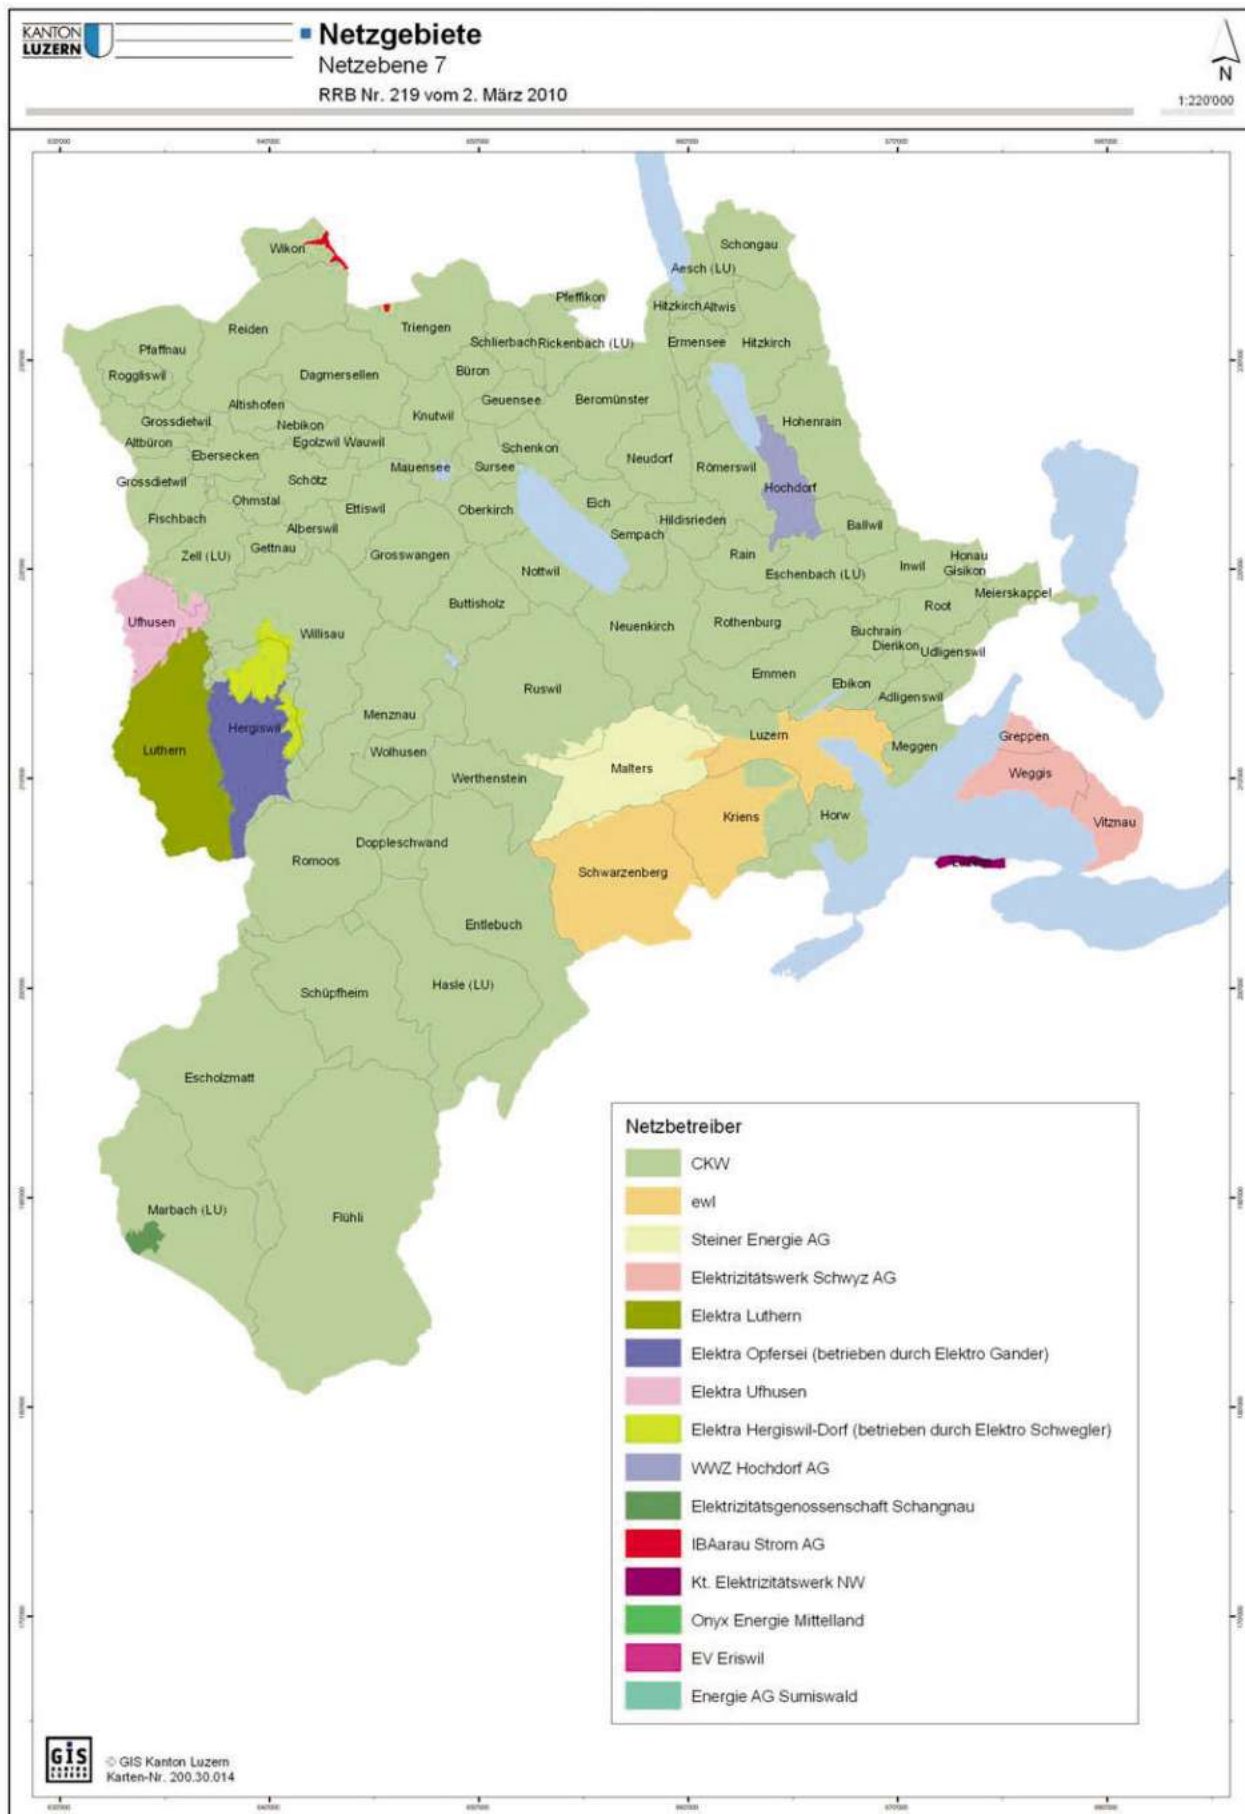 KANTON
LUZERN
Netzgebiete
Netzebene 7
RRB Nr. 219 vom 2. März 2010
N
1:220'000
Schongau
Wikon
Aesch (LU)
Pfeffikon
Hitzkirch Altwis
Reiden
Triengen
Schlierbach Rickenbach (LU)
Ermensee
Hitzkirch
Pfaffnau
Roggliswil
Dagmersellen
Büron
Altishofen
Geuensee
Beromünster
Knutwil
Grossdietwil
Nebikon
Hohenrain
Altbüron
Egolzwil Wauwil
Schenkon
Ebersecken
Neudorf
Mauensee
Sursee
Römerswil
Grossdietwil
Schötz
Hochdorf
Ohmstal
Ettiswil
Oberkirch
Eich
Fischbach
Hildisrieden
Alberswil
Sempach
Ballwil
Zell (LU)
Gettnau
Grosswangen
Rain
Honau
Nottwil
Eschenbach (LU)
Inwil
Gisikon
Meierskappel
Buttisholz
Root
Ufhusen
Willisau
Neuenkirch
Rothenburg
Buchrain
Dierikon
Udligenswil
Emmen
Ebikon
Ruswil
Adligenswil
Menznau
Hergiswil
Luzern
Greppen
Luthern
Wolhusen
Meggen
Malters
Weggis
Werthenstein
Kriens
Horw
Vitznau
Doppleschwand
Romoos
Schwarzenberg
Entlebuch
Hasle (LU)
Schüpfheim
Escholzmatt
Marbach (LU)
Flühli
Netzbetreiber
CKW
ewl
Steiner Energie AG
Elektrizitätswerk Schwyz AG
Elektra Luthern
Elektra Opfersei (betrieben durch Elektro Gander)
Elektra Ufhusen
Elektra Hergiswil-Dorf (betrieben durch Elektro Schwegler)
WWZ Hochdorf AG
Elektrizitätsgenossenschaft Schangnau
IBAarau Strom AG
Kt. Elektrizitätswerk NW
Onyx Energie Mittelland
EV Eriswil
Energie AG Sumiswald
GiS
KANTON
LUZERN
© GIS Kanton Luzern
Karten-Nr. 200.30.014